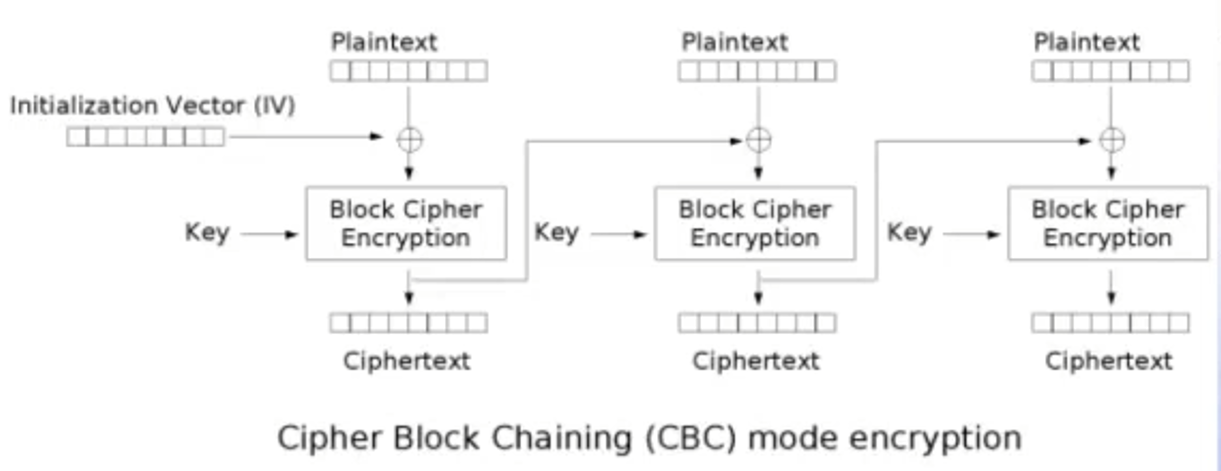 Plaintext
Plaintext
Plaintext
Initialization Vector (IV)
Key
Block Cipher
Encryption
Key
Block Cipher
Encryption
Key
Block Cipher
Encryption
Ciphertext
Ciphertext
Ciphertext
Cipher Block Chaining (CBC) mode encryption